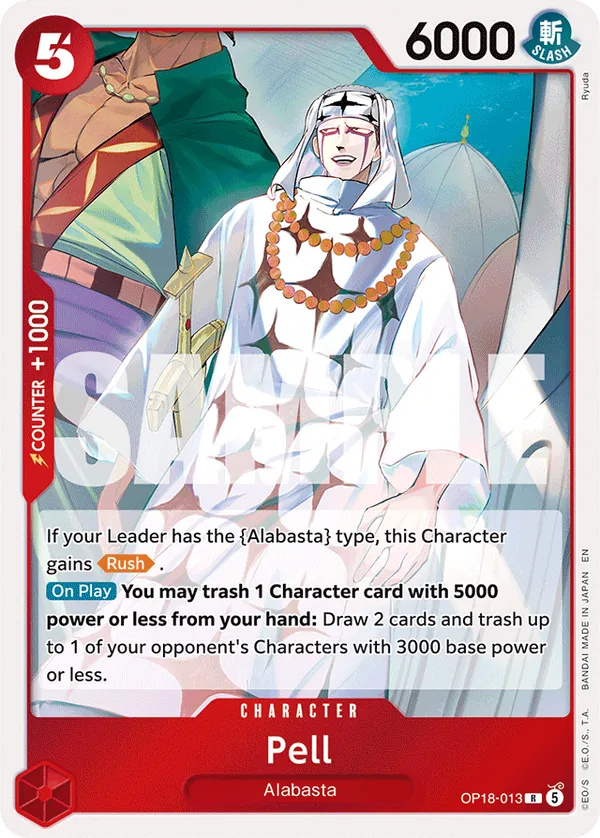 5
6000
斬
SLASH
Ryuda
COUNTER +1000
SAMPLE
If your Leader has the {Alabasta} type, this Character
gains Rush .
On Play You may trash 1 Character card with 5000
power or less from your hand: Draw 2 cards and trash up
to 1 of your opponent's Characters with 3000 base power
or less.
CHARACTER
Pell
Alabasta
OP18-013 R 5
©EO/S ©E.O./S., T.A. BANDAI MADE IN JAPAN EN